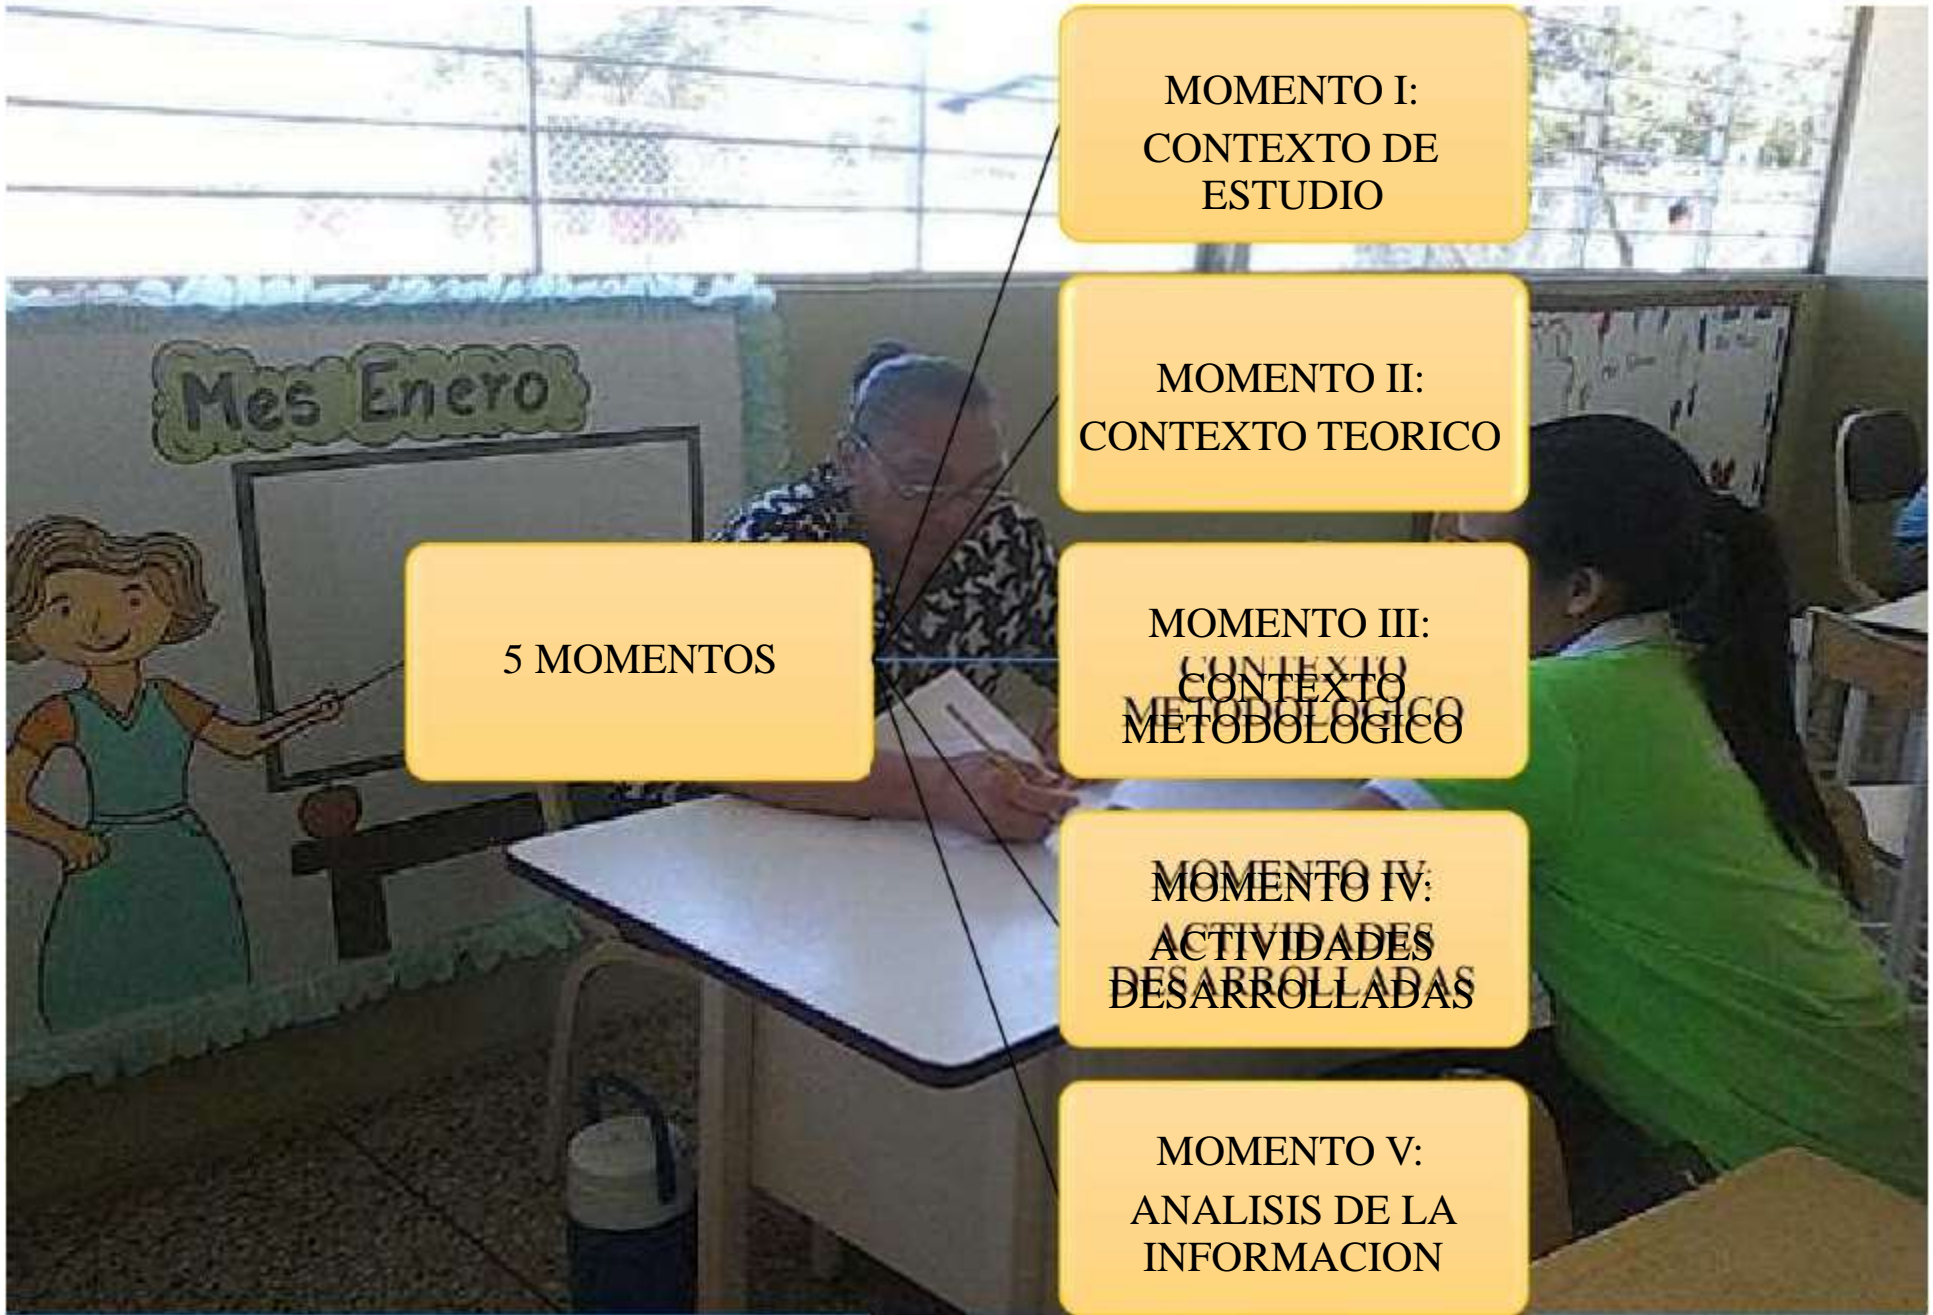 Mes Enero
5 MOMENTOS
MOMENTO I:
CONTEXTO DE
ESTUDIO
MOMENTO II:
CONTEXTO TEORICO
MOMENTO III:
CONTEXTO
METODOLOGICO
MOMENTO IV:
ACTIVIDADES
DESARROLLADAS
MOMENTO V:
ANALISIS DE LA
INFORMACION